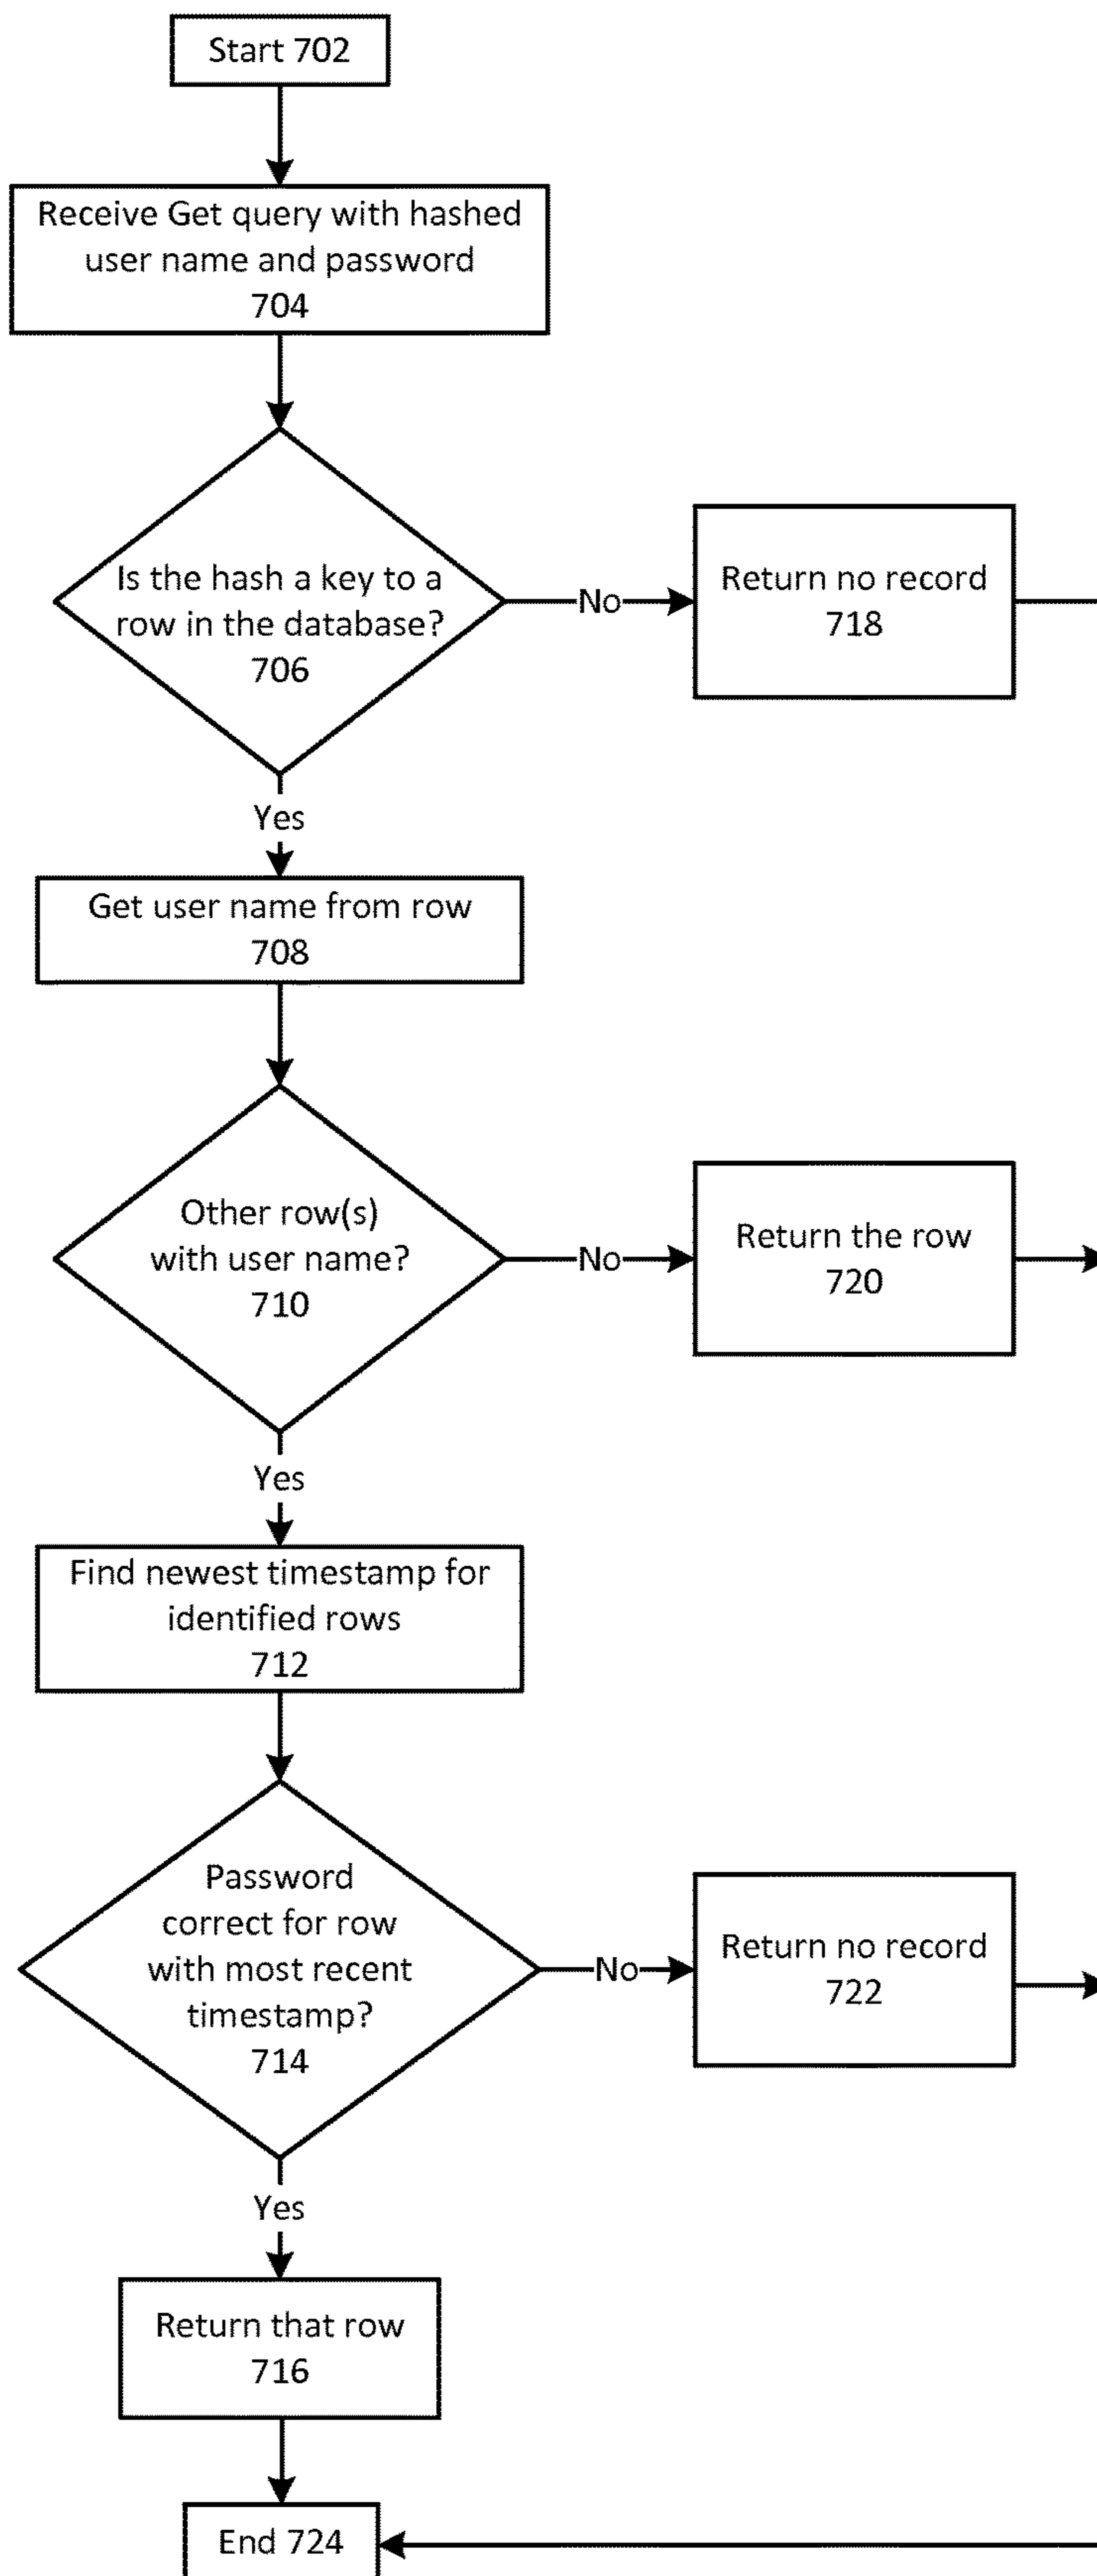 Start 702
Receive Get query with hashed
user name and password
704
Is the hash a key to a
row in the database?
706
No
Return no record
718
Yes
Get user name from row
708
Other row(s)
with user name?
710
No
Return the row
720
Yes
Find newest timestamp for
identified rows
712
Password
correct for row
with most recent
timestamp?
714
No
Return no record
722
Yes
Return that row
716
End 724